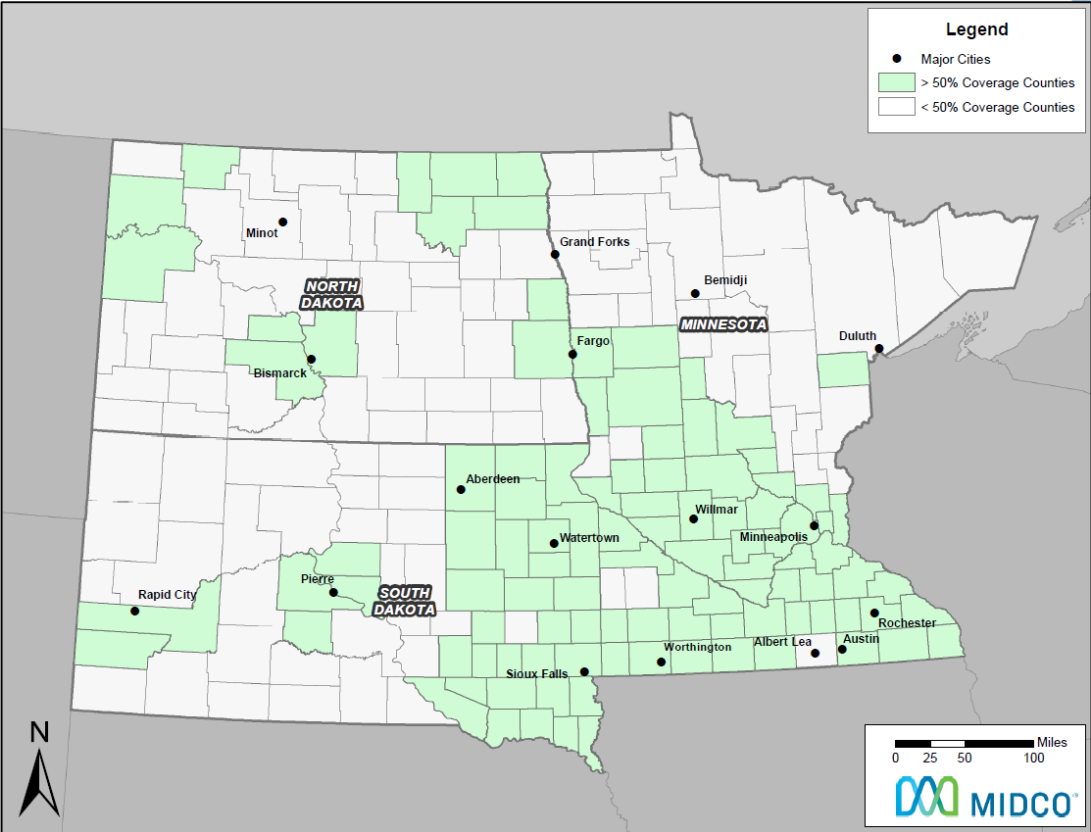 Legend
Major Cities
> 50% Coverage Counties
< 50% Coverage Counties
Minot
Grand Forks
Bemidji
NORTH
DAKOTA
MINNESOTA
Duluth
Fargo
Bismarck
Aberdeen
Willmar
Watertown
Minneapolis
Pierre
Rapid City
SOUTH
DAKOTA
Rochester
Albert Lea
Austin
Worthington
Sioux Falls
N
Miles
0 25 50 100
MIDCO